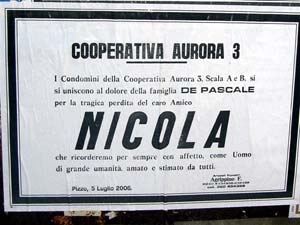 COOPERATIVA AURORA 3
I Condomini della Cooperativa Aurora 3. Scala A e B. si
si uniscono al dolore della famiglia DE PASCALE
per la tragica perdita del caro Amico
NICOLA
che ricorderemo per sempre con affetto, come Uomo
di grande umanità, amato e stimato da tutti.
Pizzo, 5 Luglio 2006.
Agrippino F.